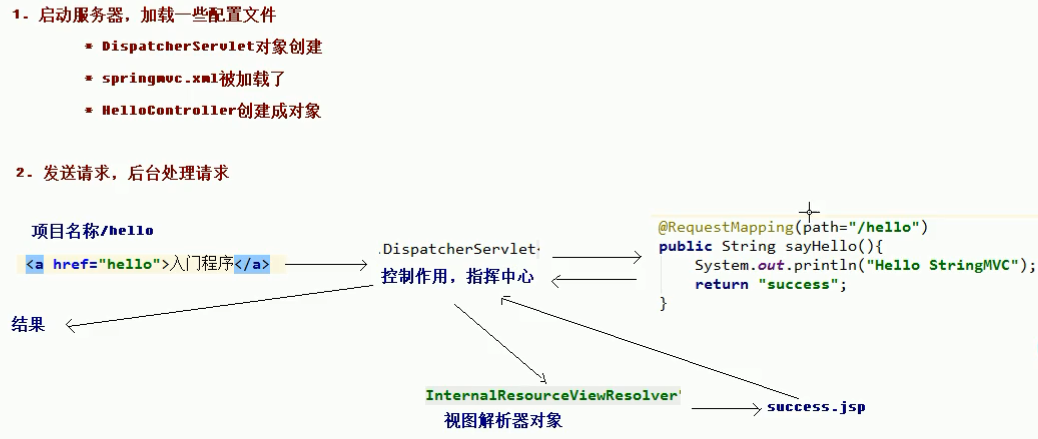 1. 启动服务器，加载一些配置文件
* DispatcherServlet对象创建
* springmvc.xml被加载了
* HelloController创建成对象
2. 发送请求，后台处理请求
项目名称/hello
<a href="hello">入门程序</a>
.DispatcherServlet<
控制作用，指挥中心
@RequestMapping(path="/hello")
public String sayHello(){
System.out.println("Hello StringMVC");
return "success";
}
结果
InternalResourceViewResolver"
视图解析器对象
success.jsp